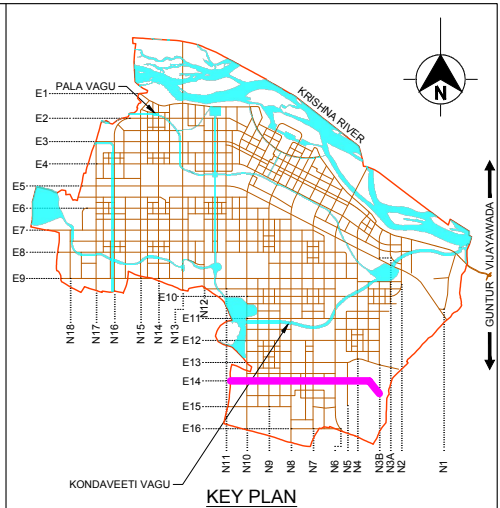 PALA VAGU
KRISHNA RIVER
N
E1
E2
E3
E4
E5
E6
E7
E8
E9
E10
E11
E12
E13
E14
E15
E16
N18
N17
N16
N15
N14
N13
N12
N11
N10
N9
N8
N7
N6
N5
N4
N3B
N3A
N2
N1
GUNTUR - VIJAYAWADA
KONDAVEETI VAGU
KEY PLAN